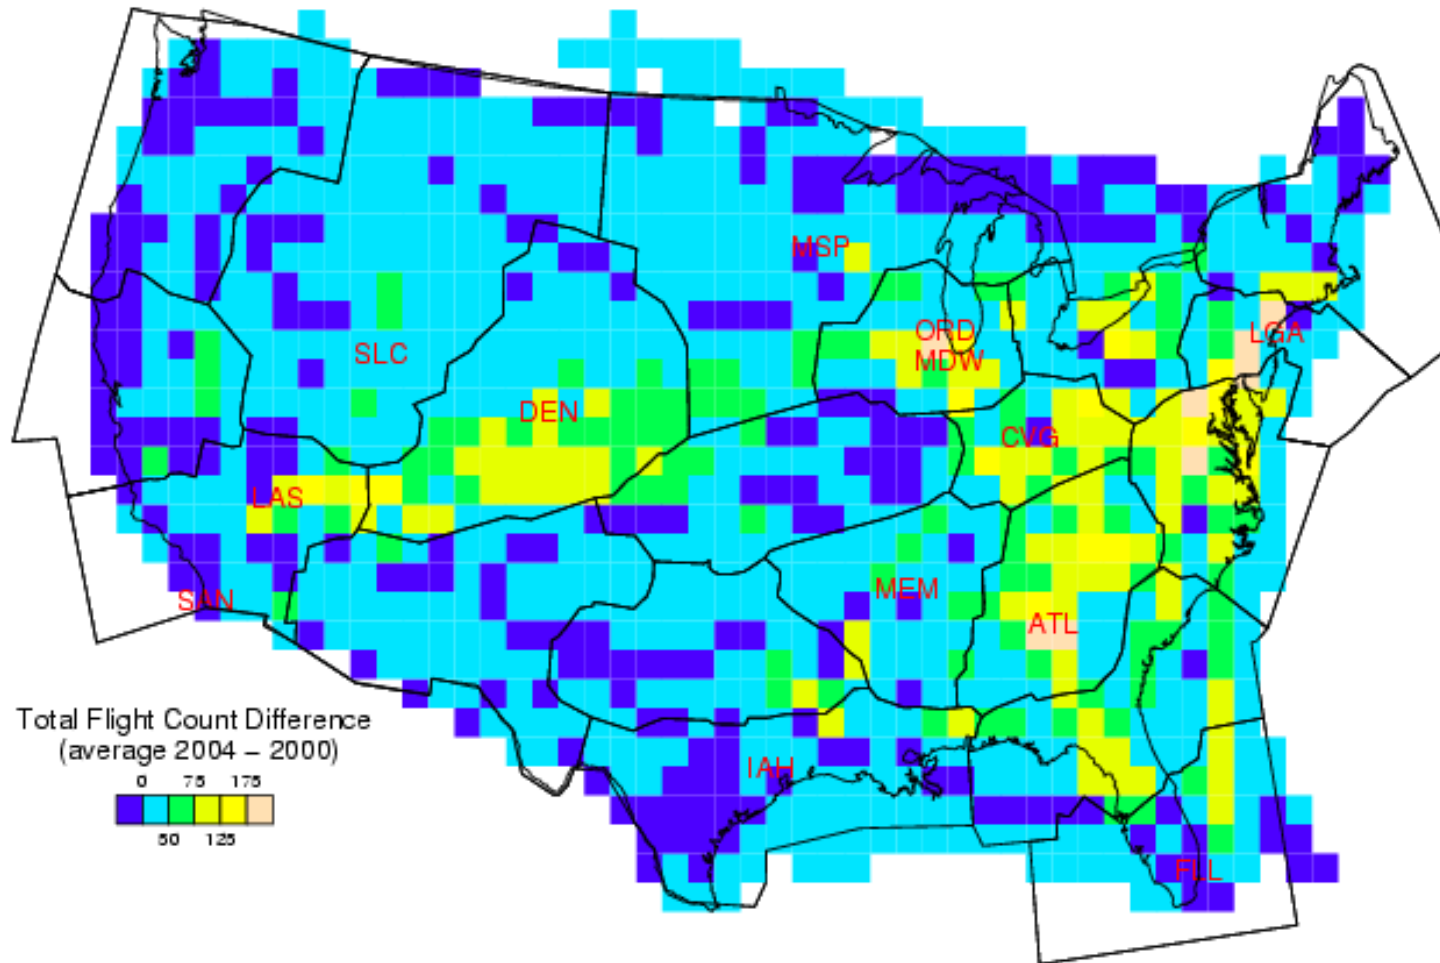 MSP
ORD
LGA
SLC
MDW
DEN
CVG
LAS
MEM
SAN
ATL
Total Flight Count Difference
(average 2004 – 2000)
IAH
0 75 175
50 125
FLL